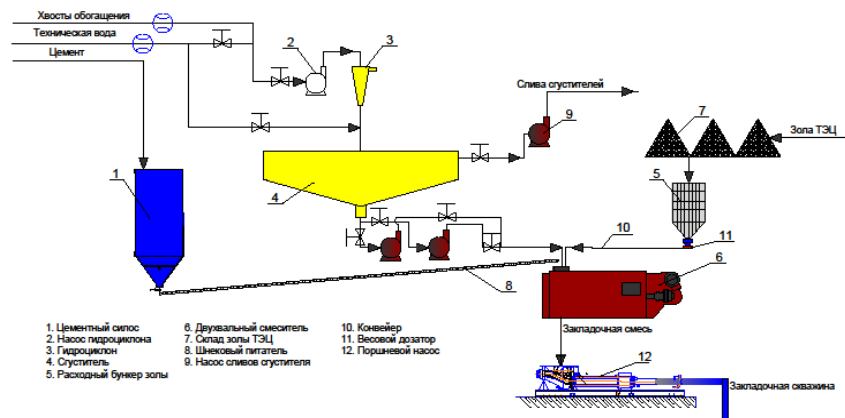 Хвосты обогащения
Техническая вода
Цемент
2
3
Слива сгустителей
9
7
Зола ТЭЦ
1
4
5
10
11
6
8
Закладочная смесь
1. Цементный силос
2. Насос гидроциклона
3. Гидроциклон
4. Сгуститель
5. Расходный бункер золы
6. Двухвальный смеситель
7. Склад золы ТЭЦ
8. Шнековый питатель
9. Насос сливов сгустителя
10. Конвейер
11. Весовой дозатор
12. Поршневой насос
12
Закладочная скважина